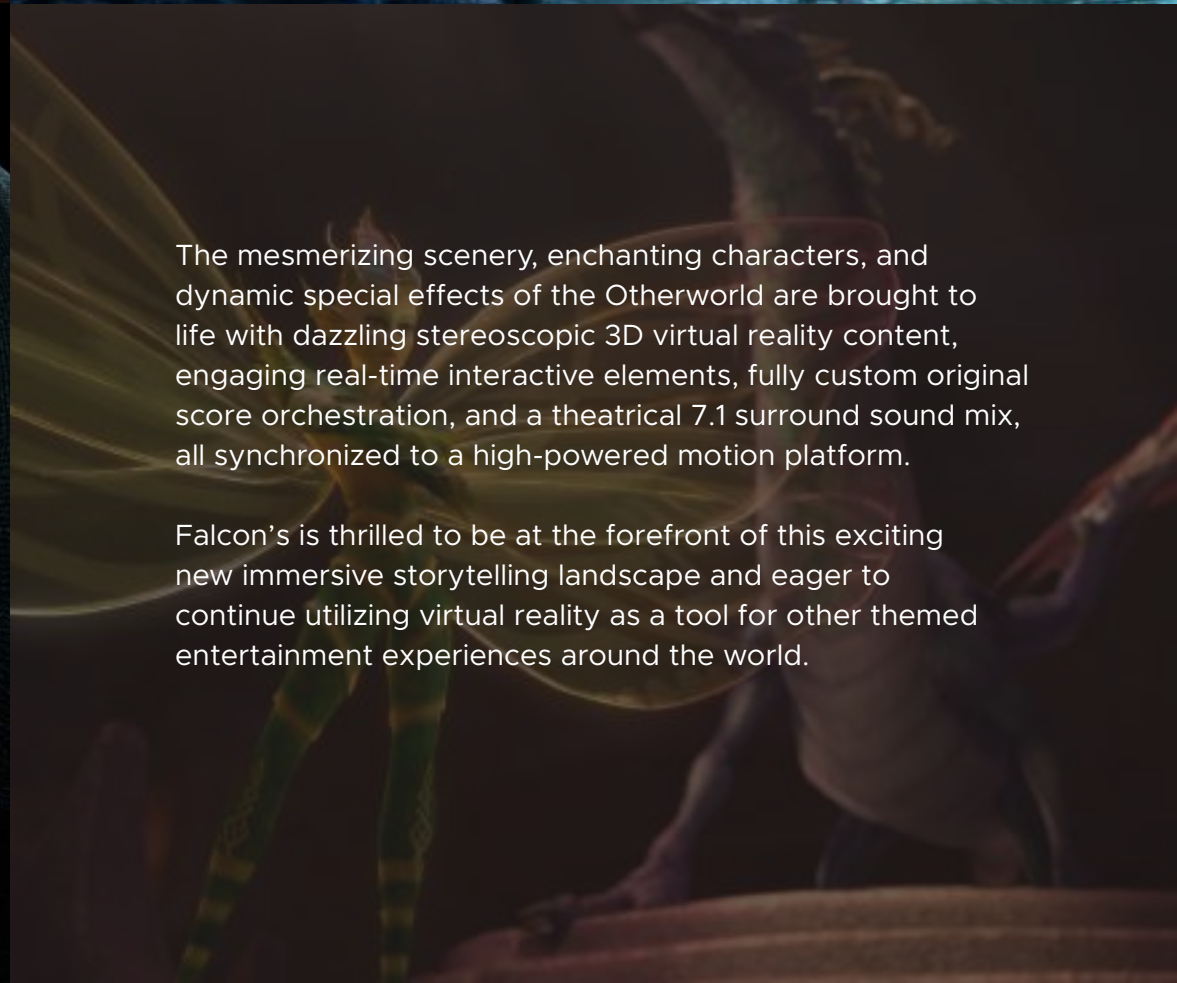 The mesmerizing scenery, enchanting characters, and
dynamic special effects of the Otherworld are brought to
life with dazzling stereoscopic 3D virtual reality content,
engaging real-time interactive elements, fully custom original
score orchestration, and a theatrical 7.1 surround sound mix,
all synchronized to a high-powered motion platform.
Falcon’s is thrilled to be at the forefront of this exciting
new immersive storytelling landscape and eager to
continue utilizing virtual reality as a tool for other themed
entertainment experiences around the world.